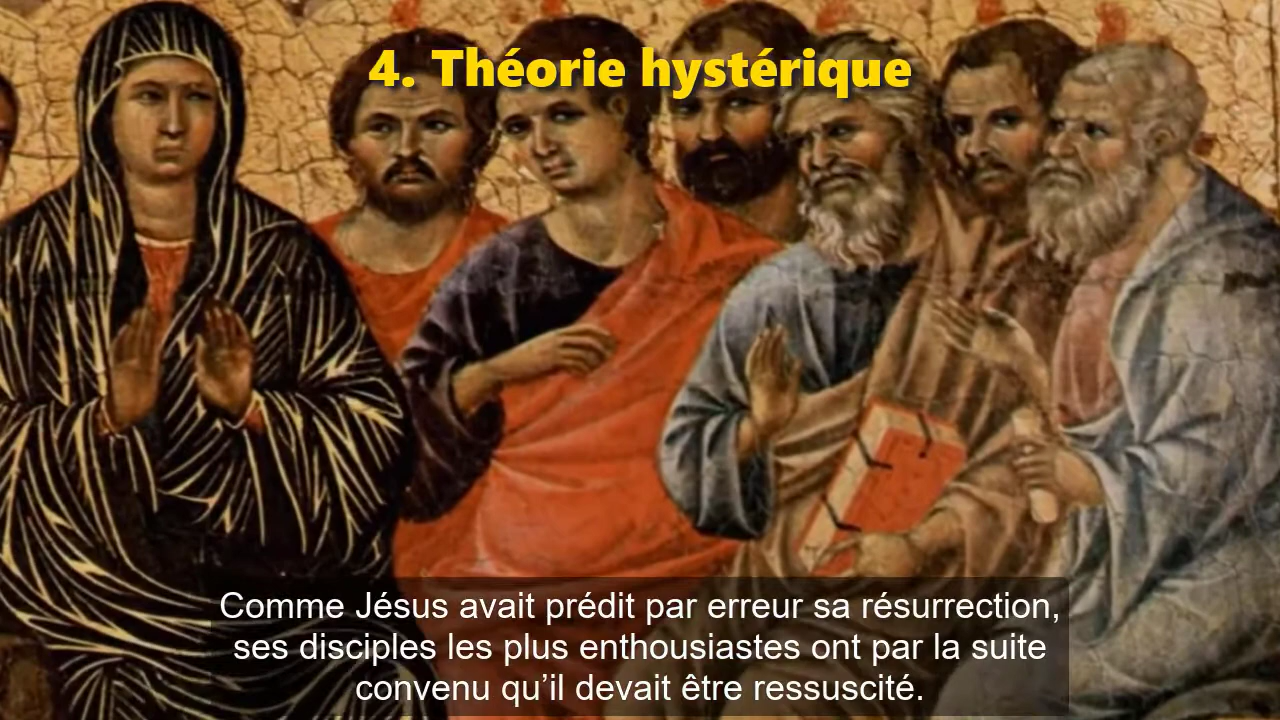 4. Théorie hystérique
Comme Jésus avait prédit par erreur sa résurrection,
ses disciples les plus enthousiastes ont par la suite
convenu qu’il devait être ressuscité.